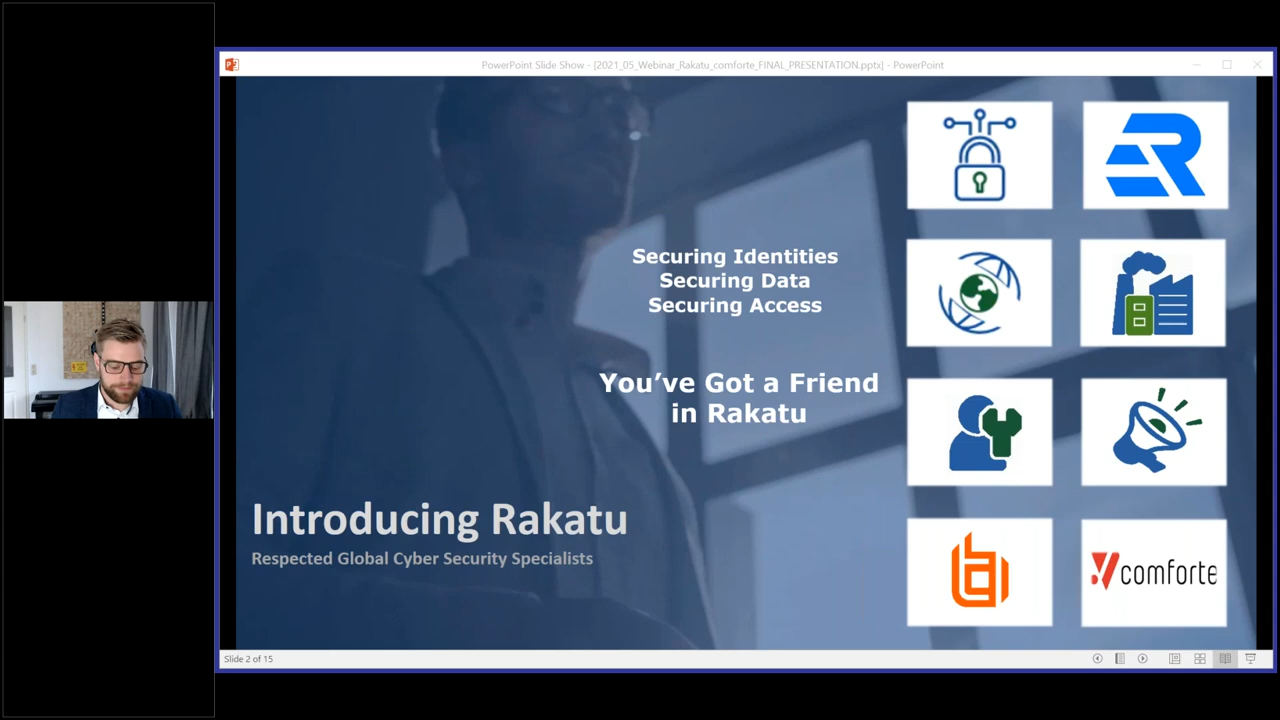 PowerPoint Slide Show - [2021_05_Webinar_Rakatu_comforte_FINAL_PRESENTATION.pptx] - PowerPoint
Securing Identities
Securing Data
Securing Access
You’ve Got a Friend
in Rakatu
Introducing Rakatu
Respected Global Cyber Security Specialists
comforte
Slide 2 of 15